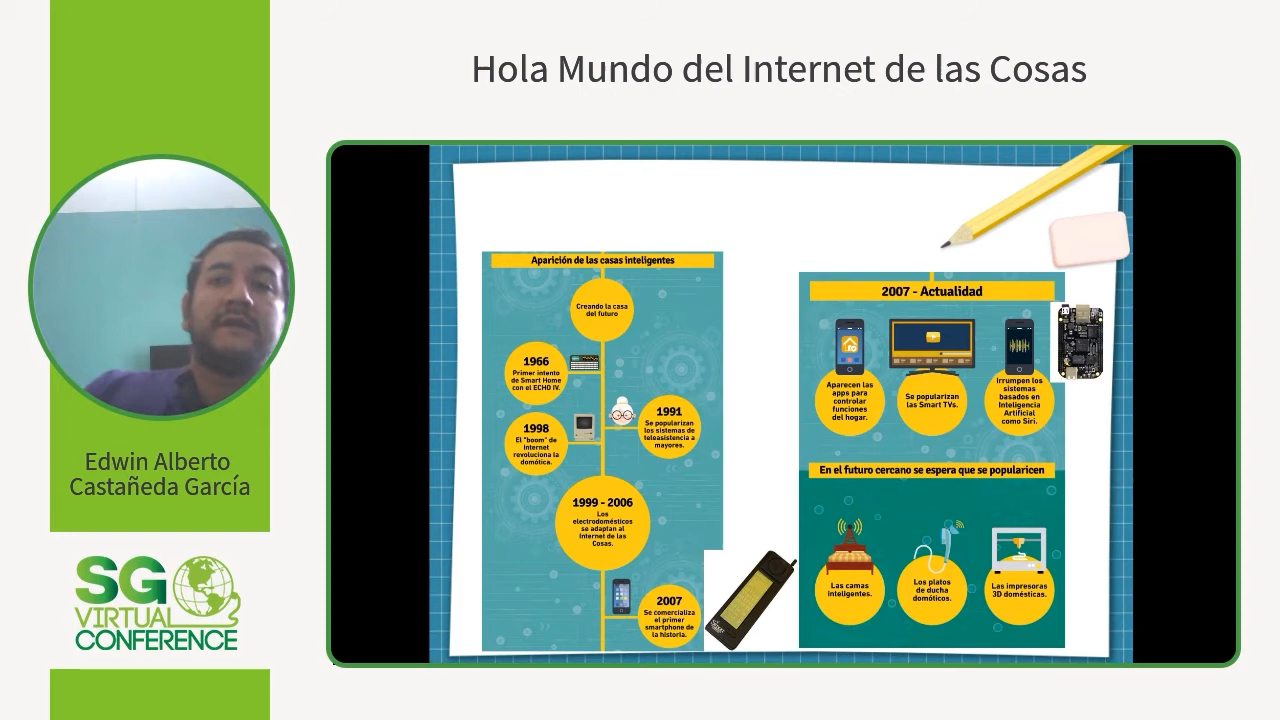 Hola Mundo del Internet de las Cosas
Edwin Alberto
Castañeda García
SG
VIRTUAL
CONFERENCE
Aparición de las casas inteligentes
Creando la casa
del futuro
1966
Primer intento
de Smart Home
con el ECHO IV.
1991
Se popularizan
los sistemas de
teleasistencia a
mayores.
1998
El "boom" de
Internet
revoluciona la
domótica.
1999 - 2006
Los
electrodomésticos
se adaptan al
Internet de las
Cosas.
2007
Se comercializa
el primer
smartphone de
la historia.
2007 - Actualidad
Aparecen las
apps para
controlar
funciones
del hogar.
Se popularizan
las Smart TVs.
Irrumpen los
sistemas
basados en
Inteligencia
Artificial
como Siri.
En el futuro cercano se espera que se popularicen
Las camas
inteligentes.
Los platos
de ducha
domóticos.
Las impresoras
3D domésticas.